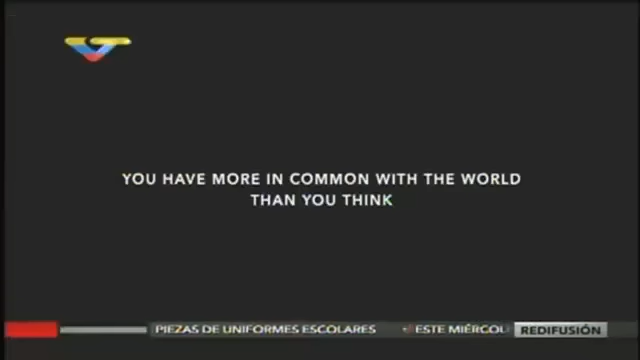 YOU HAVE MORE IN COMMON WITH THE WORLD
THAN YOU THINK
PIEZAS DE UNIFORMES ESCOLARES ESTE MIÉRCOL REDIFUSIÓN